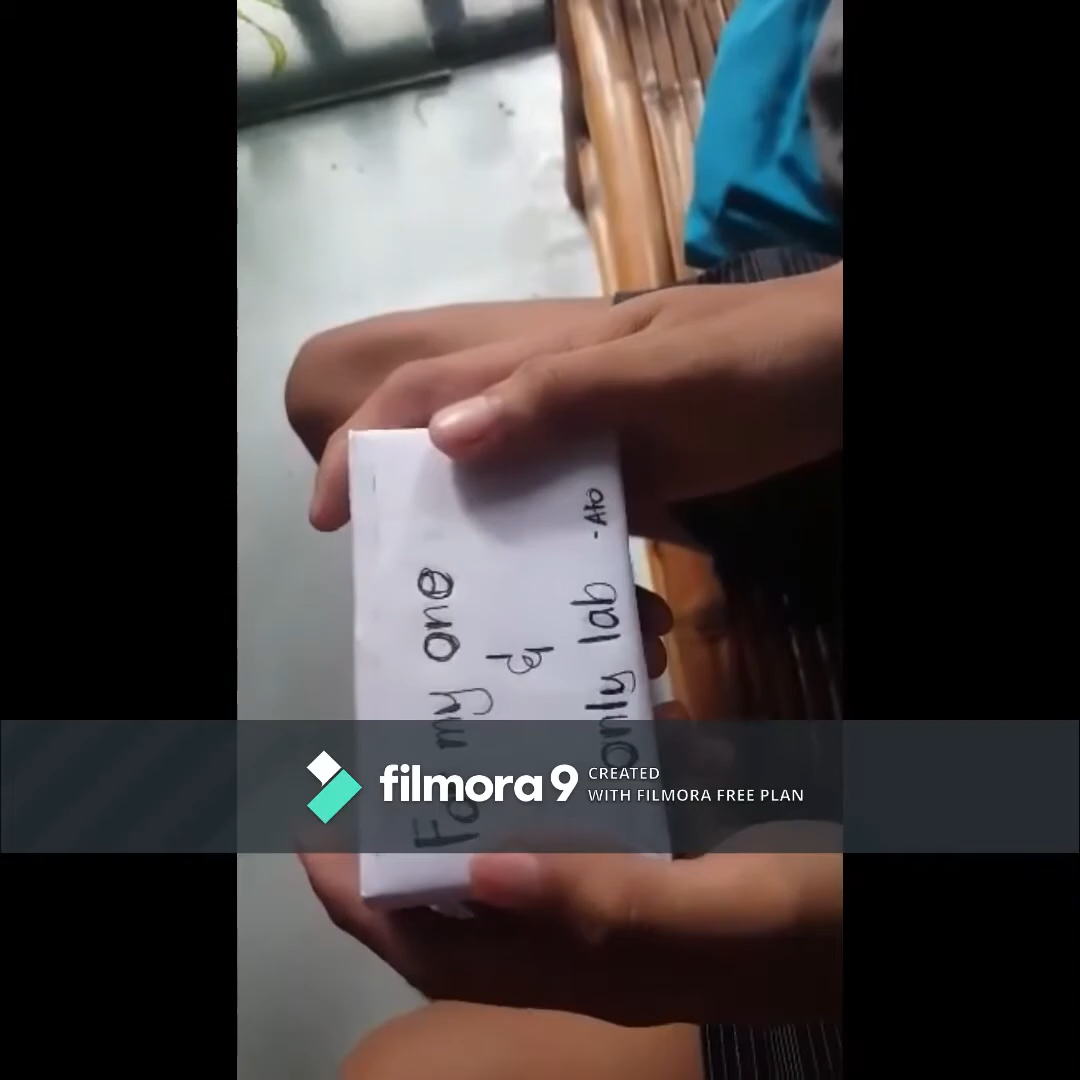 For my one
&
only lab
-Ato
filmora 9
CREATED
WITH FILMORA FREE PLAN